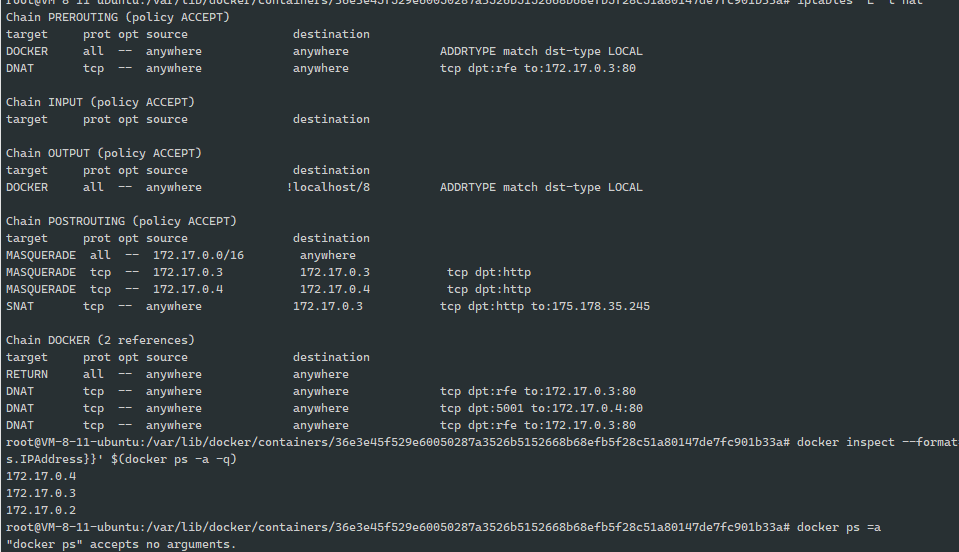 root@VM-8-11-ubuntu:/var/lib/docker/containers/36e3e45f529e60050287a3526b5152668b68efb5f28c51a80147de7fc901b33a# iptables -L -t nat
Chain PREROUTING (policy ACCEPT)
target     prot opt source               destination
DOCKER     all  --  anywhere             anywhere             ADDRTYPE match dst-type LOCAL
DNAT       tcp  --  anywhere             anywhere             tcp dpt:rfe to:172.17.0.3:80

Chain INPUT (policy ACCEPT)
target     prot opt source               destination

Chain OUTPUT (policy ACCEPT)
target     prot opt source               destination
DOCKER     all  --  anywhere            !localhost/8          ADDRTYPE match dst-type LOCAL

Chain POSTROUTING (policy ACCEPT)
target     prot opt source               destination
MASQUERADE  all  --  172.17.0.0/16        anywhere
MASQUERADE  tcp  --  172.17.0.3           172.17.0.3           tcp dpt:http
MASQUERADE  tcp  --  172.17.0.4           172.17.0.4           tcp dpt:http
SNAT       tcp  --  anywhere             172.17.0.3           tcp dpt:http to:175.178.35.245

Chain DOCKER (2 references)
target     prot opt source               destination
RETURN     all  --  anywhere             anywhere
DNAT       tcp  --  anywhere             anywhere             tcp dpt:rfe to:172.17.0.3:80
DNAT       tcp  --  anywhere             anywhere             tcp dpt:5001 to:172.17.0.4:80
DNAT       tcp  --  anywhere             anywhere             tcp dpt:rfe to:172.17.0.3:80
root@VM-8-11-ubuntu:/var/lib/docker/containers/36e3e45f529e60050287a3526b5152668b68efb5f28c51a80147de7fc901b33a# docker inspect --format
s.IPAddress}}' $(docker ps -a -q)
172.17.0.4
172.17.0.3
172.17.0.2
root@VM-8-11-ubuntu:/var/lib/docker/containers/36e3e45f529e60050287a3526b5152668b68efb5f28c51a80147de7fc901b33a# docker ps =a
"docker ps" accepts no arguments.